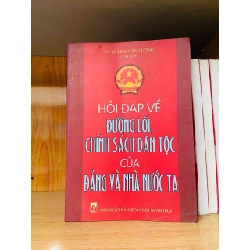 HỎI ĐÁP VỀ
ĐƯỜNG LỐI
CHÍNH SÁCH DÂN TỘC
CỦA
ĐẢNG VÀ NHÀ NƯỚC TA